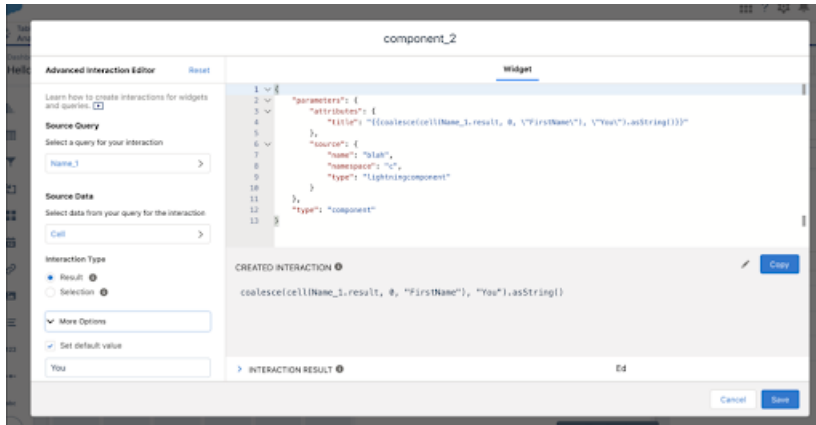 Tab
Ana
Dashbo
Hello
component_2
Advanced Interaction Editor
Reset
Learn how to create interactions for widgets
and queries.
Source Query
Select a query for your interaction
Name_1
Source Data
Select data from your query for the interaction
Cell
Interaction Type
Result
Selection
More Options
Set default value
You
Widget
1 {
2 "parameters": {
3 "attributes": {
4 "title": "{{coalesce(cell(Name_1.result, 0, \"FirstName\"), \"You\").asString()}}"
5 },
6 "source": {
7 "name": "blah",
8 "namespace": "c",
9 "type": "lightningcomponent"
10 }
11 },
12 "type": "component"
13 }
CREATED INTERACTION
Copy
coalesce(cell(Name_1.result, 0, "FirstName"), "You").asString()
INTERACTION RESULT
Ed
Cancel
Save